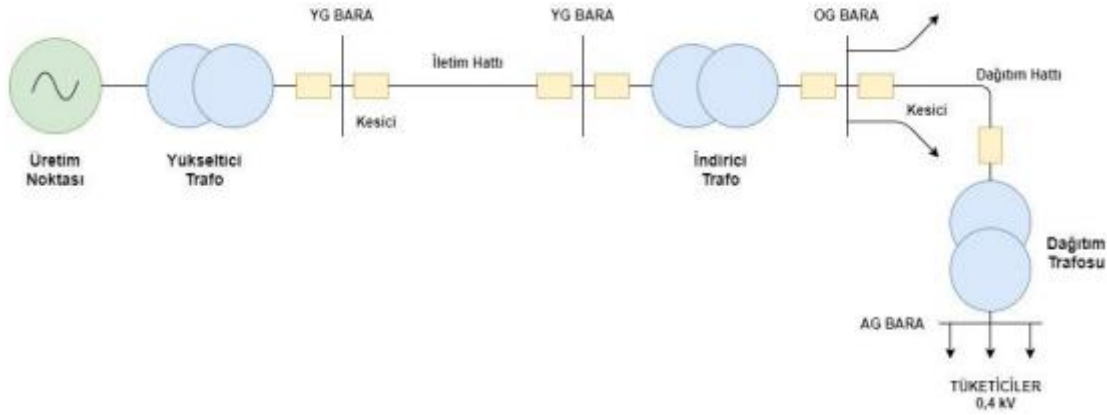 YG BARA
YG BARA
OG BARA
İletim Hattı
Dağıtım Hattı
Kesici
Kesici
Üretim
Noktası
Yükseltici
Trafo
İndirici
Trafo
Dağıtım
Trafosu
AG BARA
TÜKETİCİLER
0,4 kV